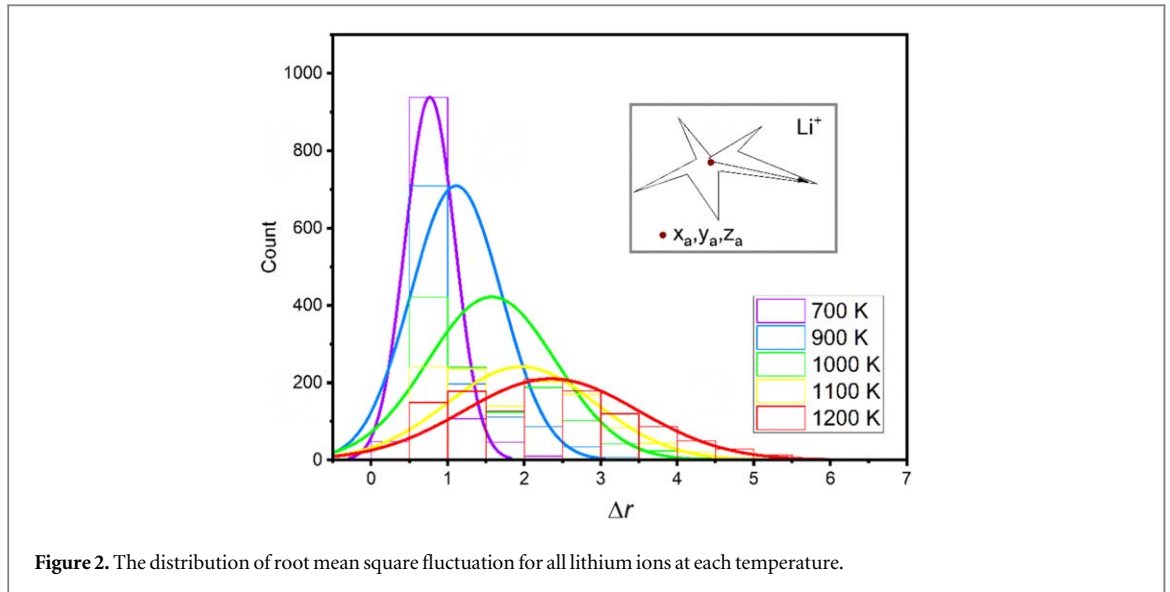 1000
800
600
400
200
0
Count
Li⁺
xₐ,yₐ,zₐ
700 K
900 K
1000 K
1100 K
1200 K
0 1 2 3 4 5 6 7
Δr
Figure 2. The distribution of root mean square fluctuation for all lithium ions at each temperature.